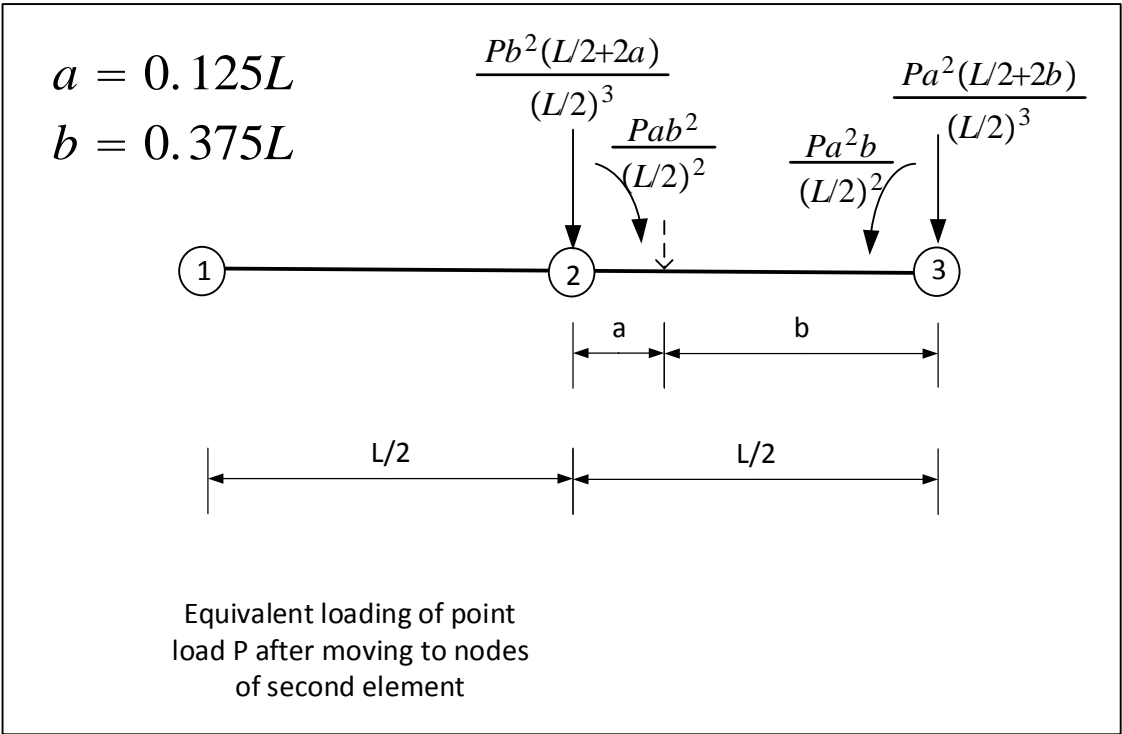 a = 0.125L
b = 0.375L
Pb²(L/2+2a)
(L/2)³
Pab²
(L/2)²
Pa²b
(L/2)²
Pa²(L/2+2b)
(L/2)³
1
2
3
a
b
L/2
L/2
Equivalent loading of point
load P after moving to nodes
of second element